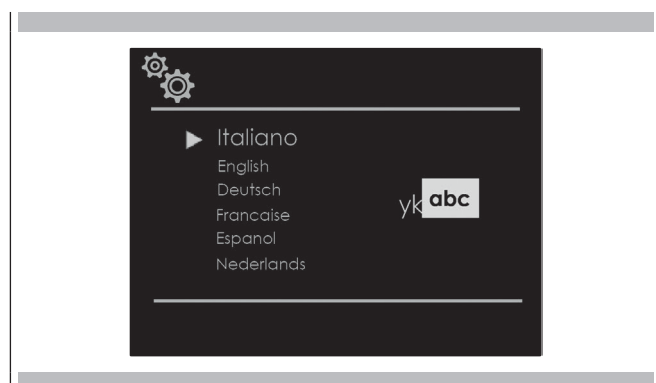 Italiano
English
Deutsch
Francaise
Espanol
Nederlands
yk abc